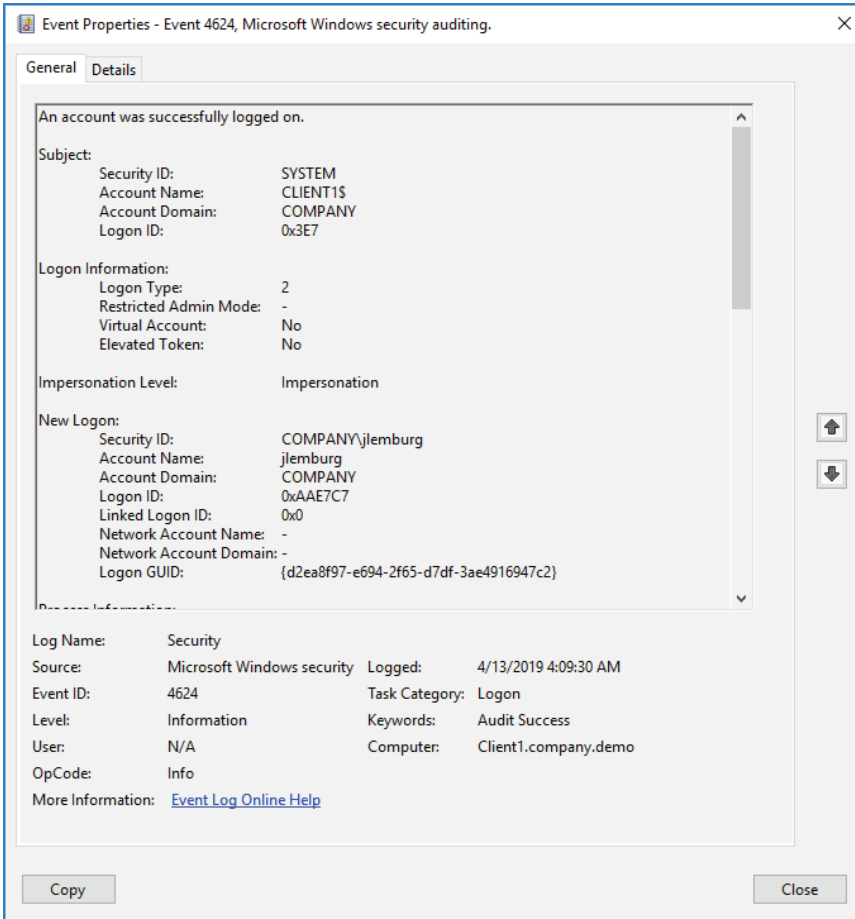 Event Properties - Event 4624, Microsoft Windows security auditing.
General Details
An account was successfully logged on.
Subject:
Security ID: SYSTEM
Account Name: CLIENT1$
Account Domain: COMPANY
Logon ID: 0x3E7
Logon Information:
Logon Type: 2
Restricted Admin Mode: -
Virtual Account: No
Elevated Token: No
Impersonation Level: Impersonation
New Logon:
Security ID: COMPANY\jlemburg
Account Name: jlemburg
Account Domain: COMPANY
Logon ID: 0xAAE7C7
Linked Logon ID: 0x0
Network Account Name: -
Network Account Domain: -
Logon GUID: {d2ea8f97-e694-2f65-d7df-3ae4916947c2}
Process Information:
Log Name: Security
Source: Microsoft Windows security Logged: 4/13/2019 4:09:30 AM
Event ID: 4624 Task Category: Logon
Level: Information Keywords: Audit Success
User: N/A Computer: Client1.company.demo
OpCode: Info
More Information: Event Log Online Help
Copy Close